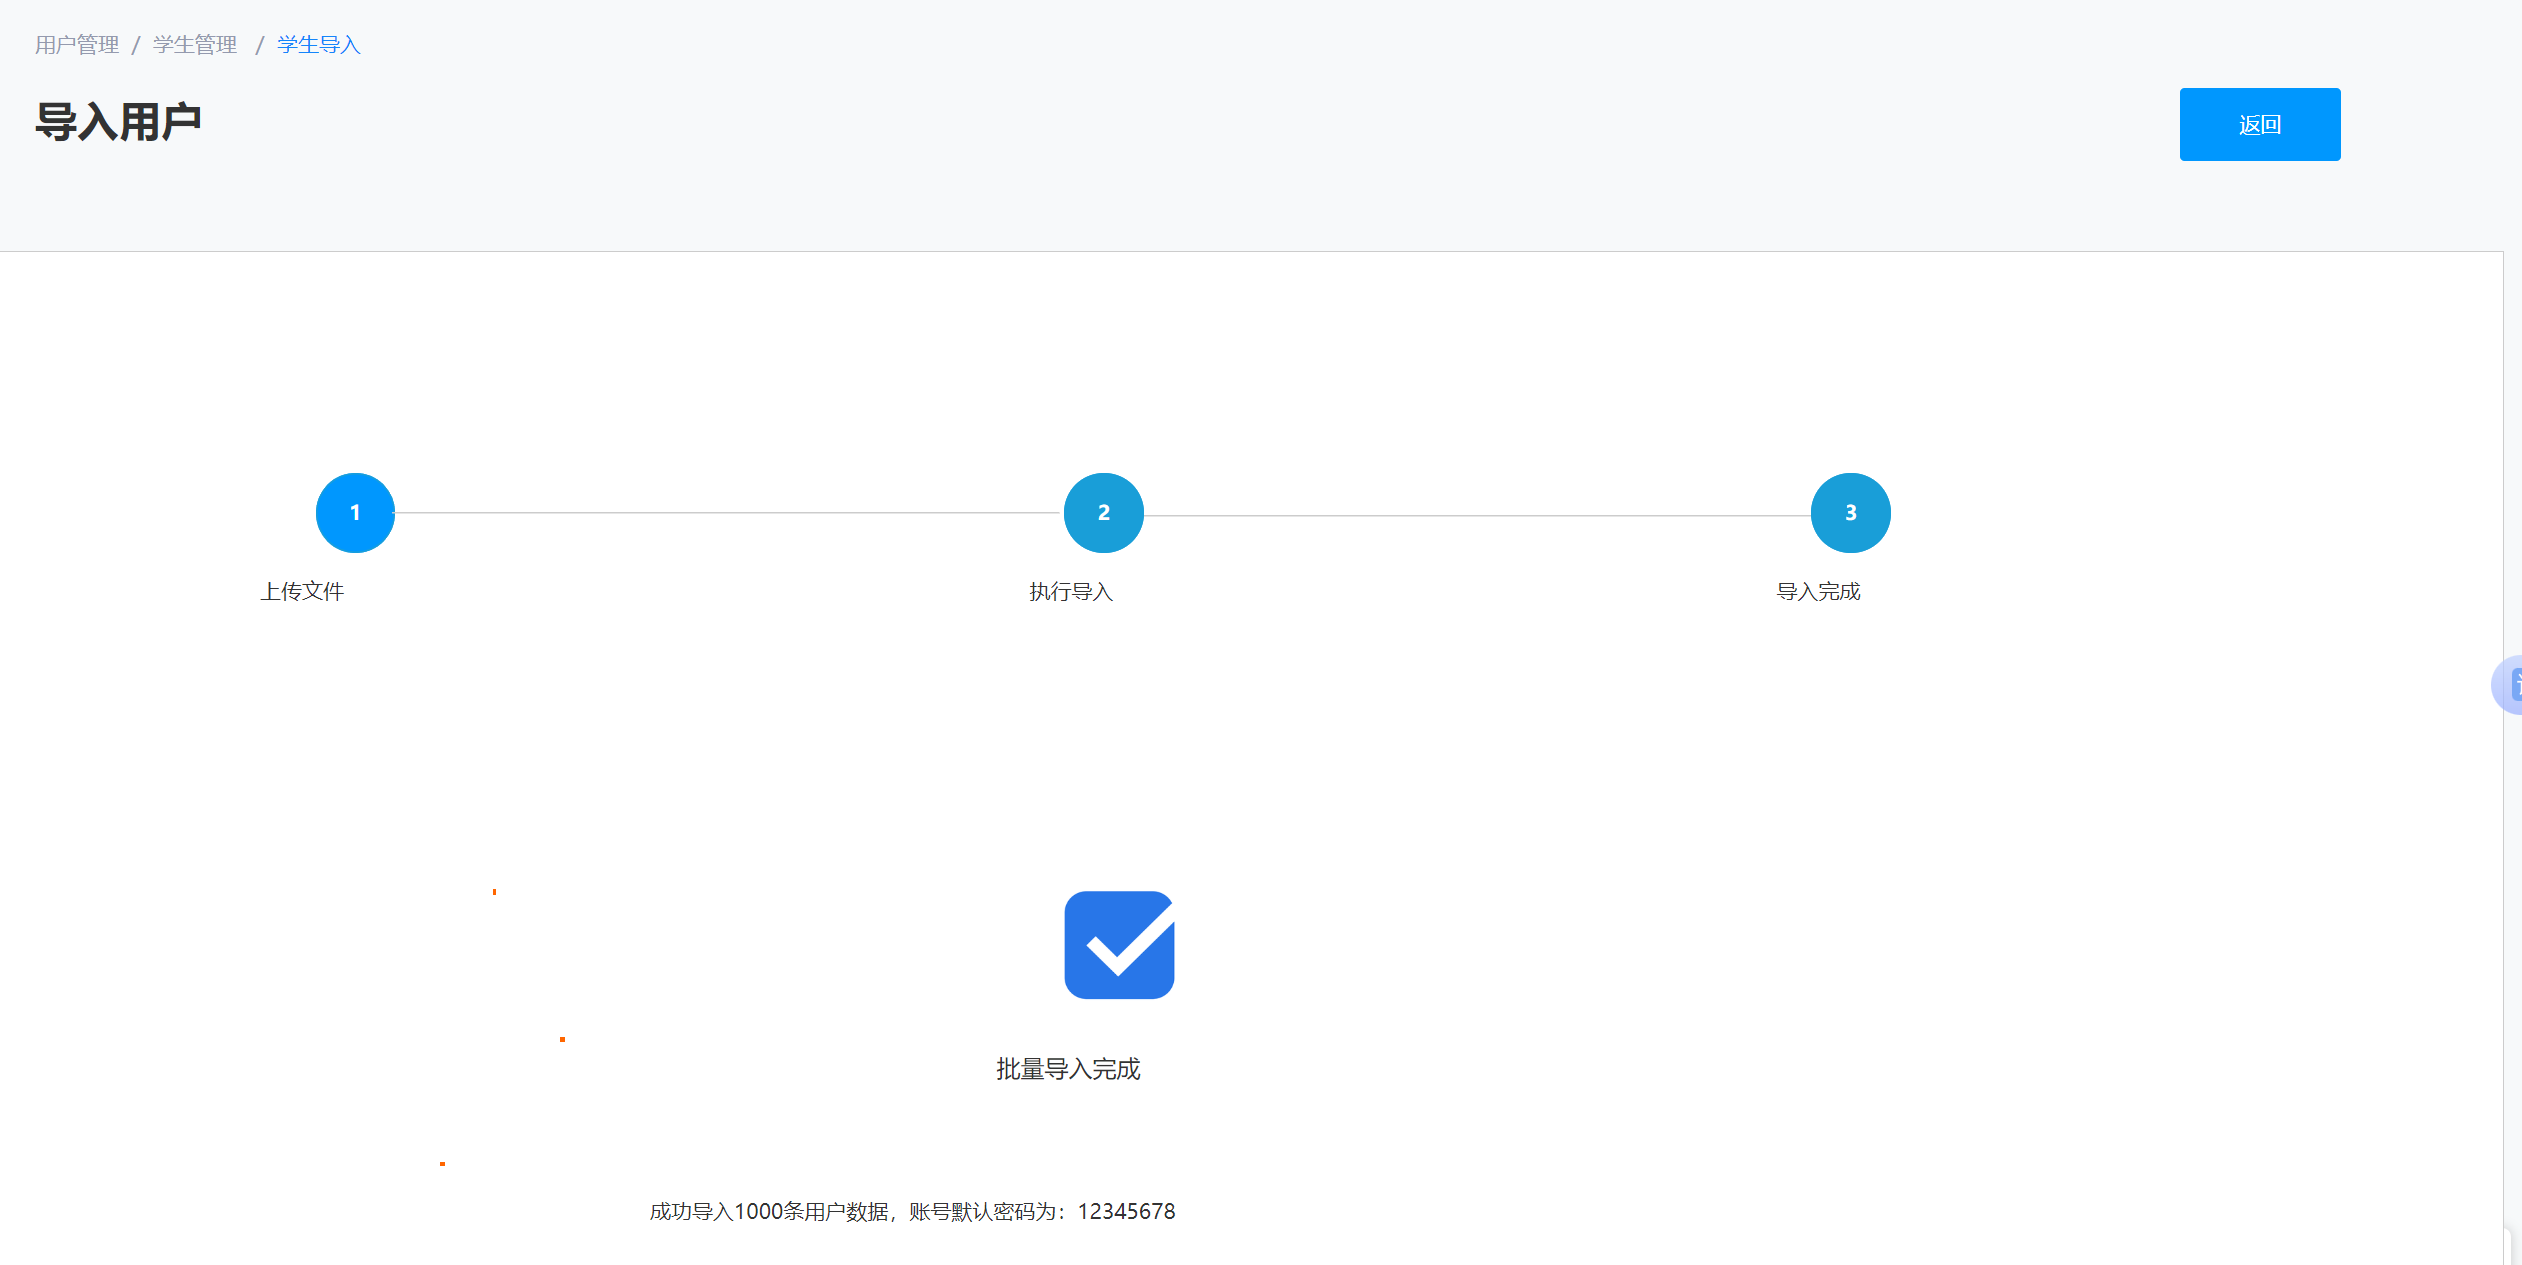 用户管理 / 学生管理 / 学生导入
导入用户
返回
1 2 3
上传文件 执行导入 导入完成
批量导入完成
成功导入1000条用户数据，账号默认密码为：12345678